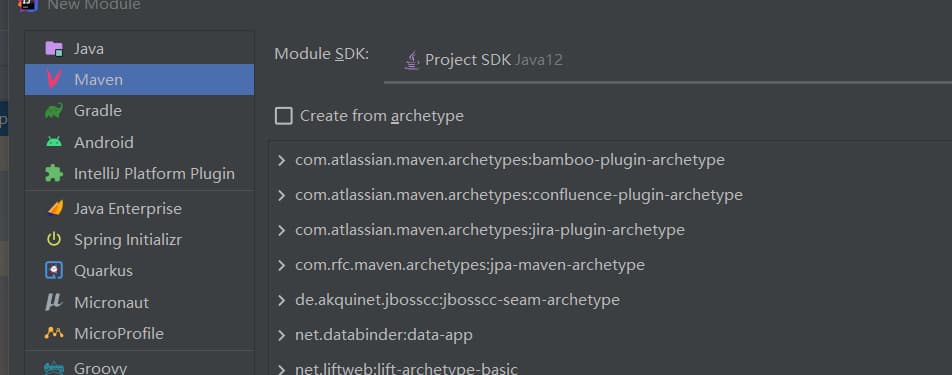 New Module
Java
Maven
Gradle
Android
IntelliJ Platform Plugin
Java Enterprise
Spring Initializr
Quarkus
Micronaut
MicroProfile
Groovy
Module SDK:
Project SDK Java12
Create from archetype
com.atlassian.maven.archetypes:bamboo-plugin-archetype
com.atlassian.maven.archetypes:confluence-plugin-archetype
com.atlassian.maven.archetypes:jira-plugin-archetype
com.rfc.maven.archetypes:jpa-maven-archetype
de.akquinet.jbosscc:jbosscc-seam-archetype
net.databinder:data-app
net.liftweb:lift-archetype-basic